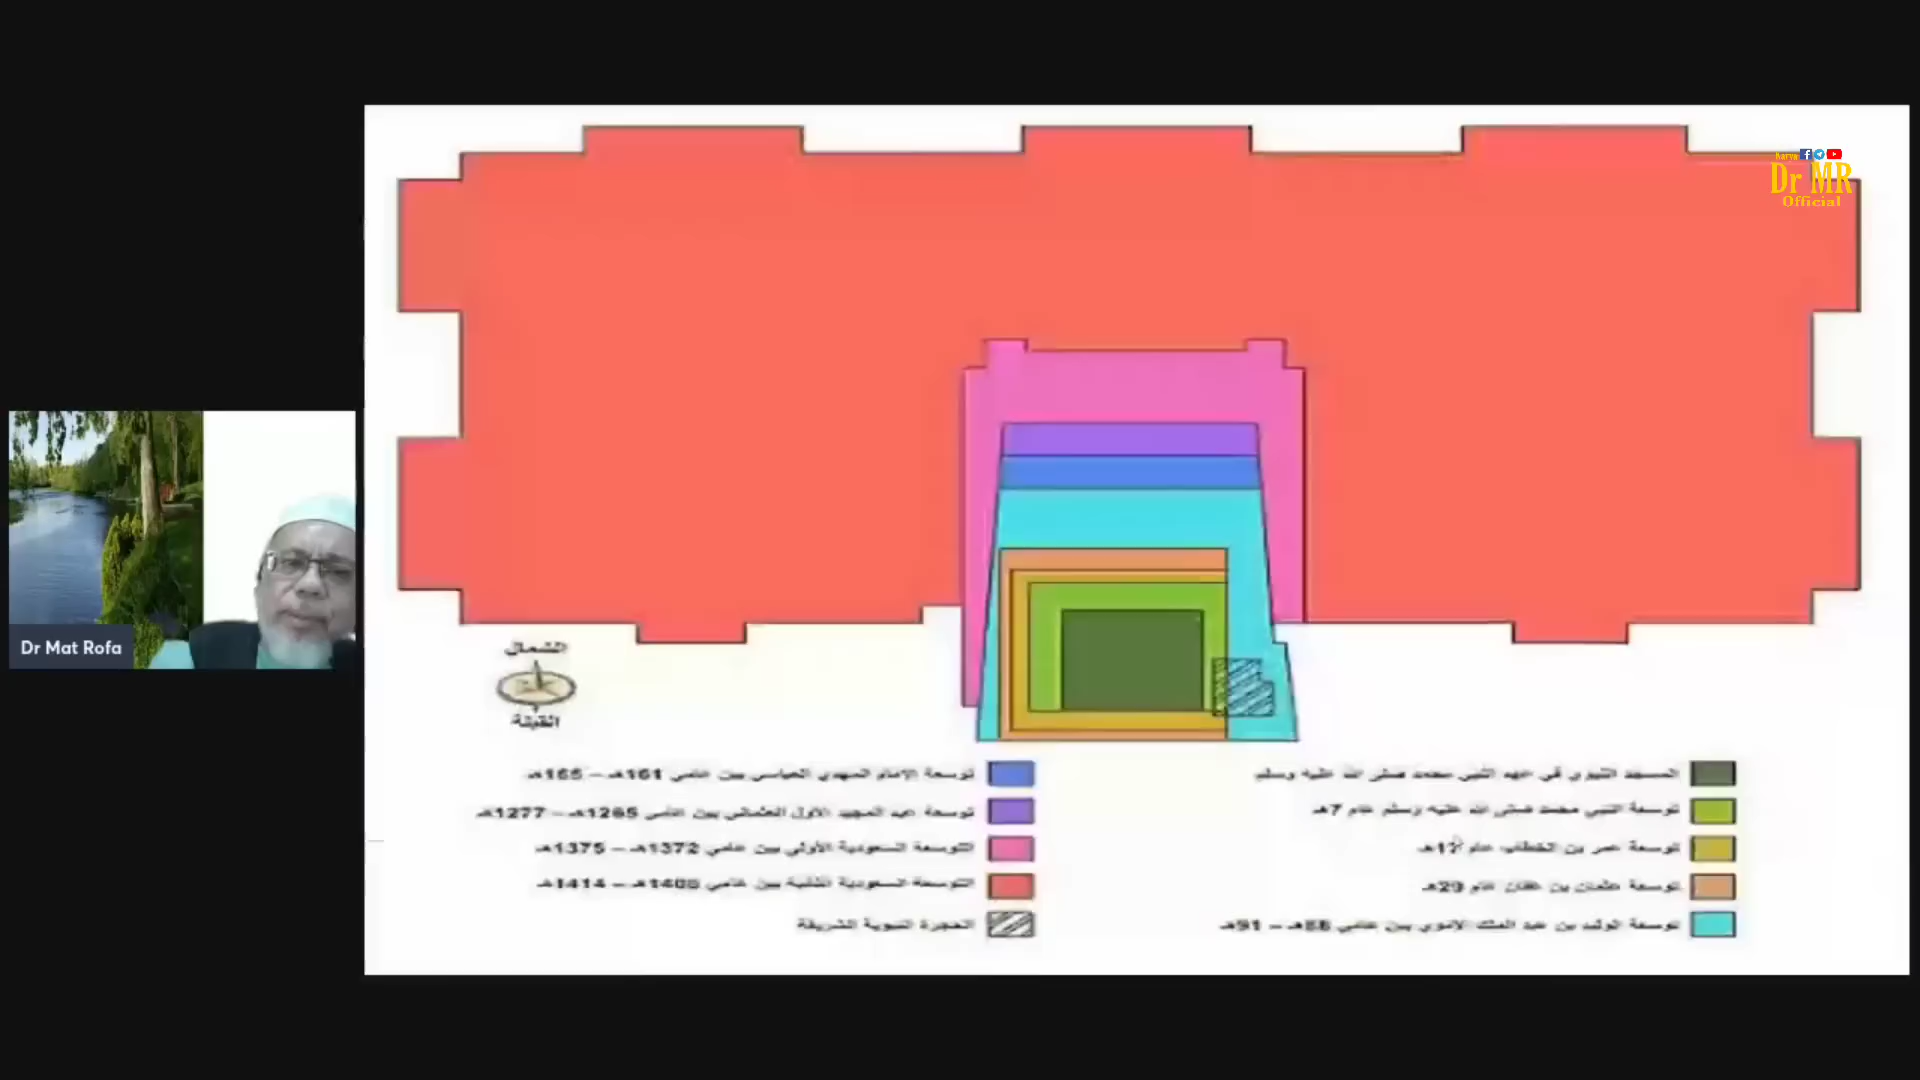 Karya
Dr MR
Official
الشمال
القبلة
Dr Mat Rofa
المسجد النبوي في عهد النبي محمد صلى الله عليه وسلم
توسعة النبي محمد صلى الله عليه وسلم عام 7هـ
توسعة عمر بن الخطاب عام 17هـ
توسعة عثمان بن عفان عام 29هـ
توسعة الوليد بن عبد الملك الأموي بين عامي 88هـ – 91هـ
توسعة الإمام المهدي العباسي بين عامي 161هـ – 165هـ
توسعة عبد المجيد الأول العثماني بين عامي 1265هـ – 1277هـ
التوسعة السعودية الأولى بين عامي 1372هـ – 1375هـ
التوسعة السعودية الثانية بين عامي 1406هـ – 1414هـ
الحجرة النبوية الشريفة